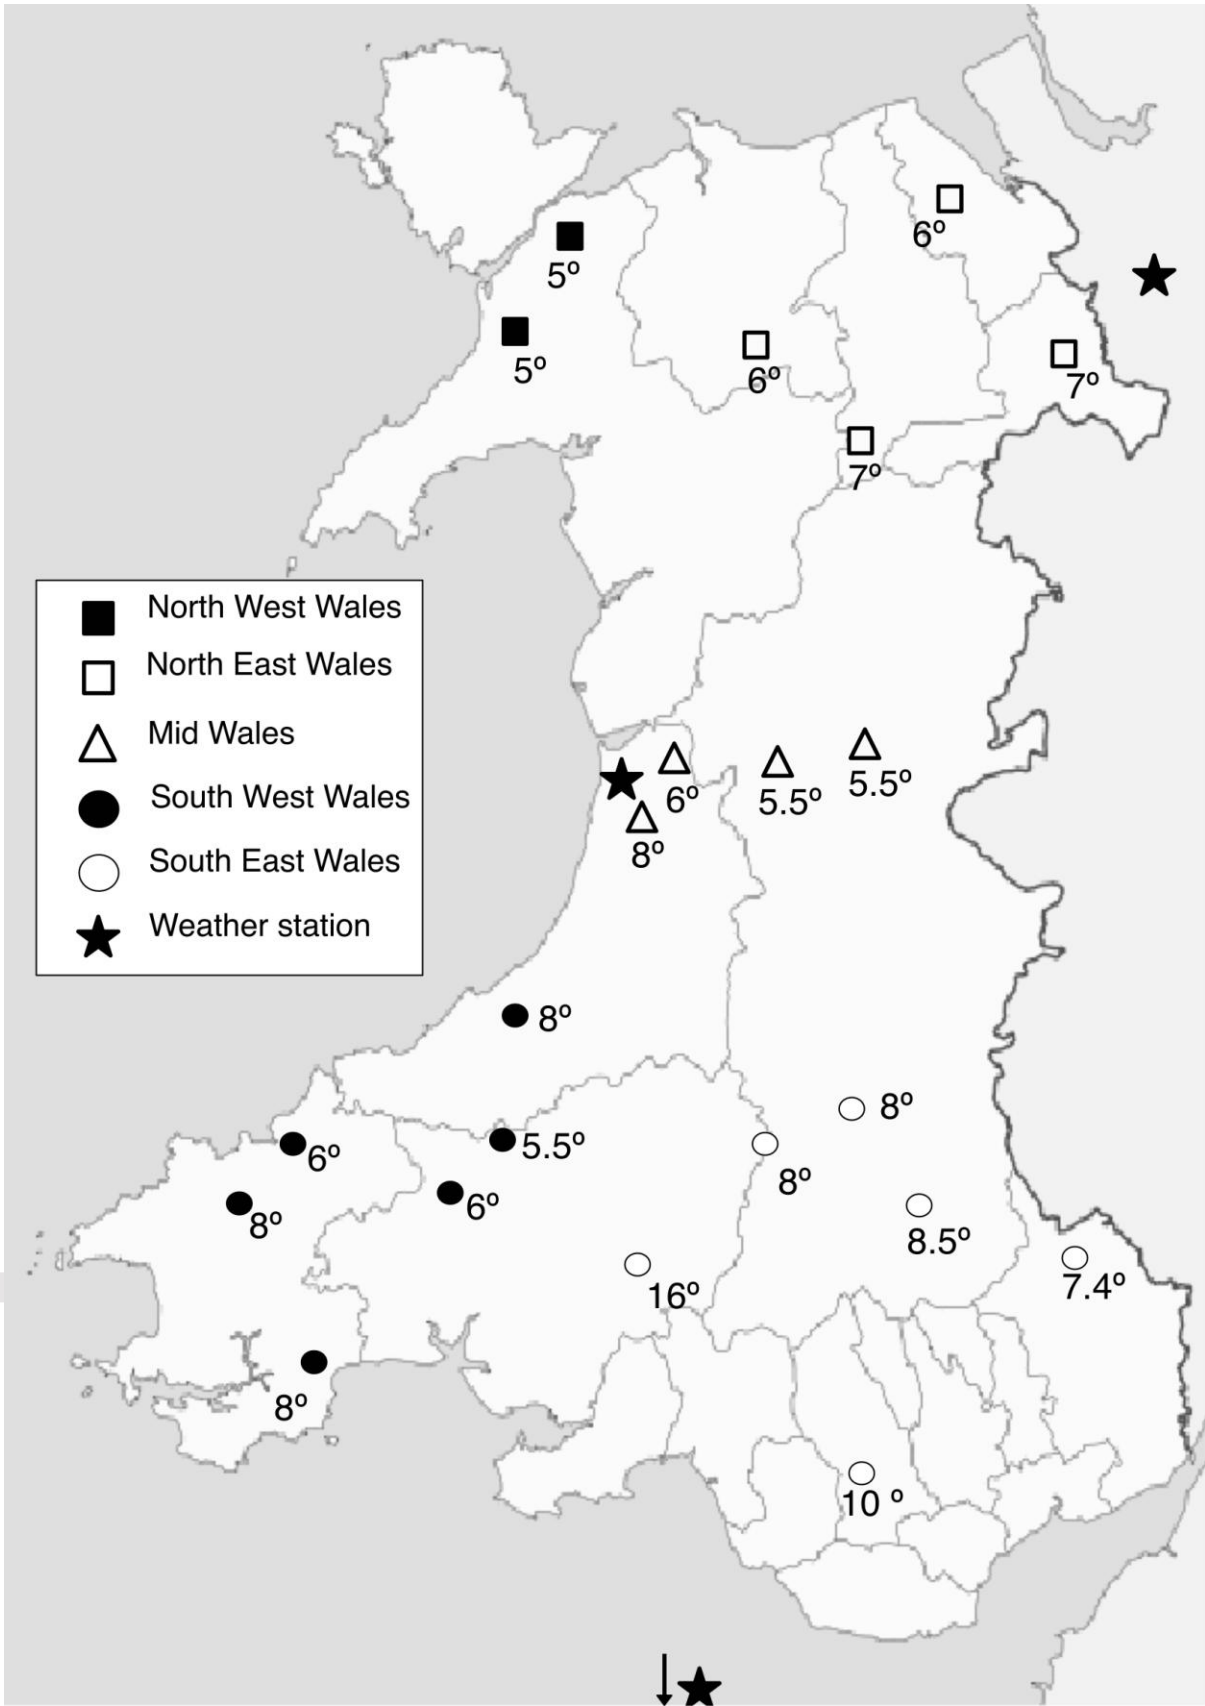 6º
5º
5º
6º
7º
7º
North West Wales
North East Wales
Mid Wales
South West Wales
South East Wales
Weather station
6º
5.5º
5.5º
8º
8º
8º
6º
5.5º
8º
6º
8º
8.5º
7.4º
16º
8º
10 º